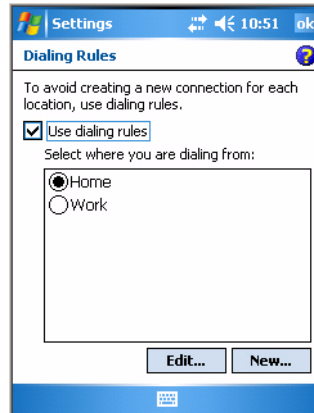 Settings 10:51 ok
Dialing Rules
?
To avoid creating a new connection for each
location, use dialing rules.
Use dialing rules
Select where you are dialing from:
Home
Work
Edit... New...